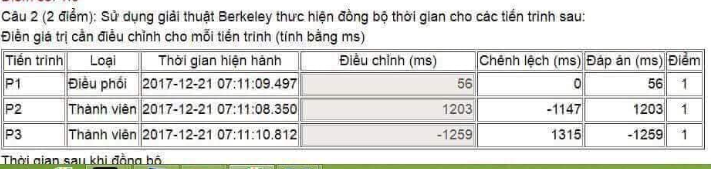 Câu 2 (2 điểm): Sử dụng giải thuật Berkeley thưc hiện đồng bộ thời gian cho các tiến trình sau:
Điền giá trị cần điều chỉnh cho mỗi tiến trình (tính bằng ms)
Tiến trình Loại Thời gian hiện hành Điều chỉnh (ms) Chênh lệch (ms) Đáp án (ms) Điểm
P1 Điều phối 2017-12-21 07:11:09.497 56 0 56 1
P2 Thành viên 2017-12-21 07:11:08.350 1203 -1147 1203 1
P3 Thành viên 2017-12-21 07:11:10.812 -1259 1315 -1259 1
Thời gian sau khi đồng bộ